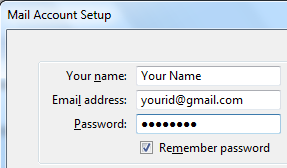 Mail Account Setup
Your name: Your Name
Email address: yourid@gmail.com
Password: ●●●●●●●●
Remember password